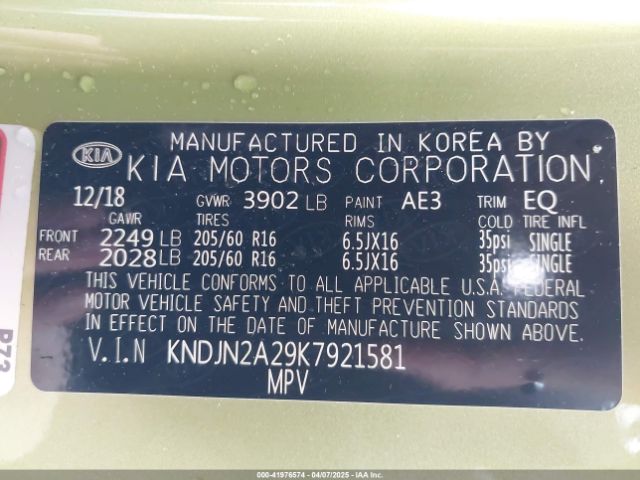 MANUFACTURED IN KOREA BY
KIA KIA MOTORS CORPORATION
12/18 GVWR 3902 LB PAINT AE3 TRIM EQ
GAWR TIRES RIMS COLD TIRE INFL
FRONT 2249 LB 205/60 R16 6.5JX16 35psi SINGLE
REAR 2028 LB 205/60 R16 6.5JX16 35psi SINGLE
THIS VEHICLE CONFORMS TO ALL APPLICABLE U.S.A. FEDERAL
MOTOR VEHICLE SAFETY AND THEFT PREVENTION STANDARDS
IN EFFECT ON THE DATE OF MANUFACTURE SHOWN ABOVE.
V.I.N KNDJN2A29K7921581
MPV
000-41976574 04/07/2025 IAAI.CA